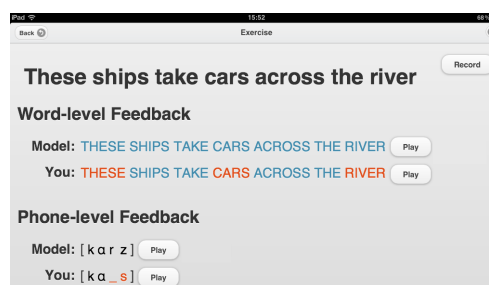 iPad 15:52 68%
Back Exercise
Record
These ships take cars across the river
Word-level Feedback
Model: THESE SHIPS TAKE CARS ACROSS THE RIVER Play
You: THESE SHIPS TAKE CARS ACROSS THE RIVER Play
Phone-level Feedback
Model: [ k ɑ r z ] Play
You: [ k ɑ _ s ] Play